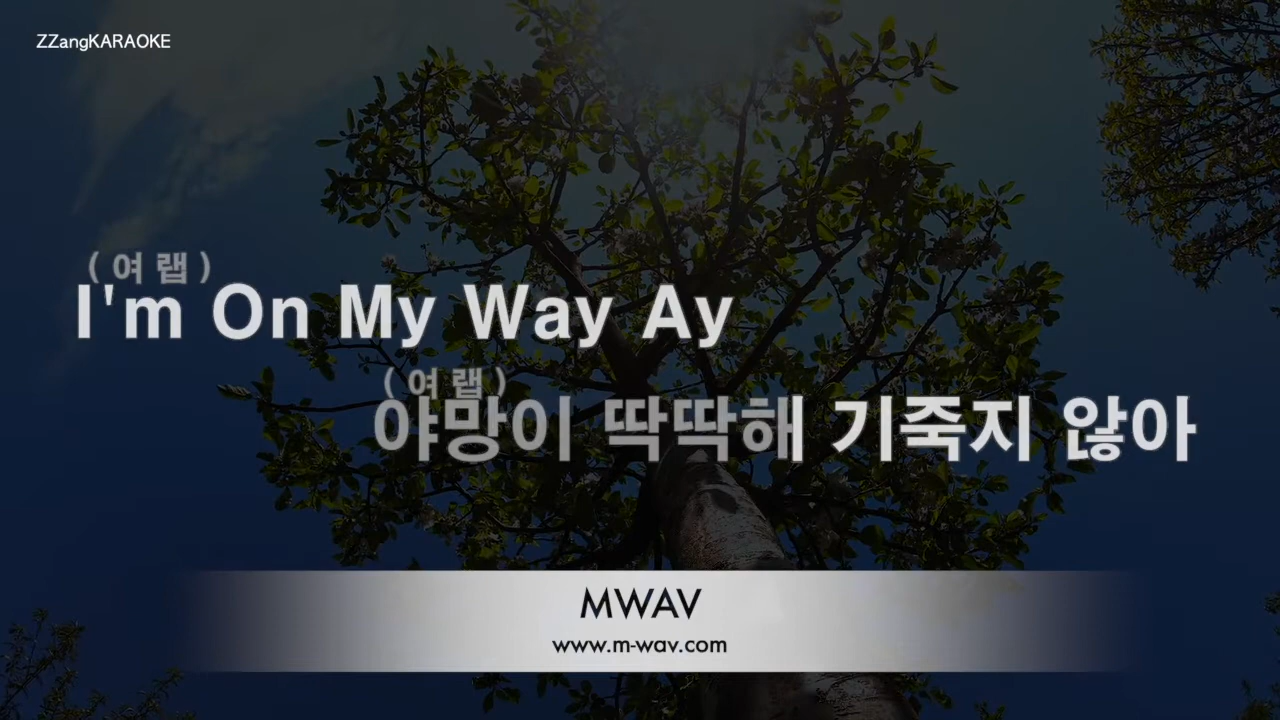 ZZangKARAOKE
( 여 랩 )
I'm On My Way Ay
( 여 랩 )
야망이 딱딱해 기죽지 않아
MWAV
www.m-wav.com